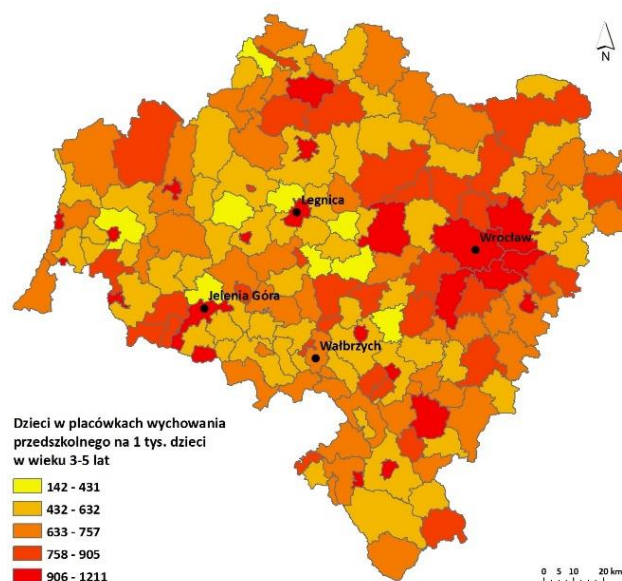 N
Legnica
Wrocław
Jelenia Góra
Wałbrzych
Dzieci w placówkach wychowania
przedszkolnego na 1 tys. dzieci
w wieku 3-5 lat
142 - 431
432 - 632
633 - 757
758 - 905
906 - 1211
0 5 10 20 km